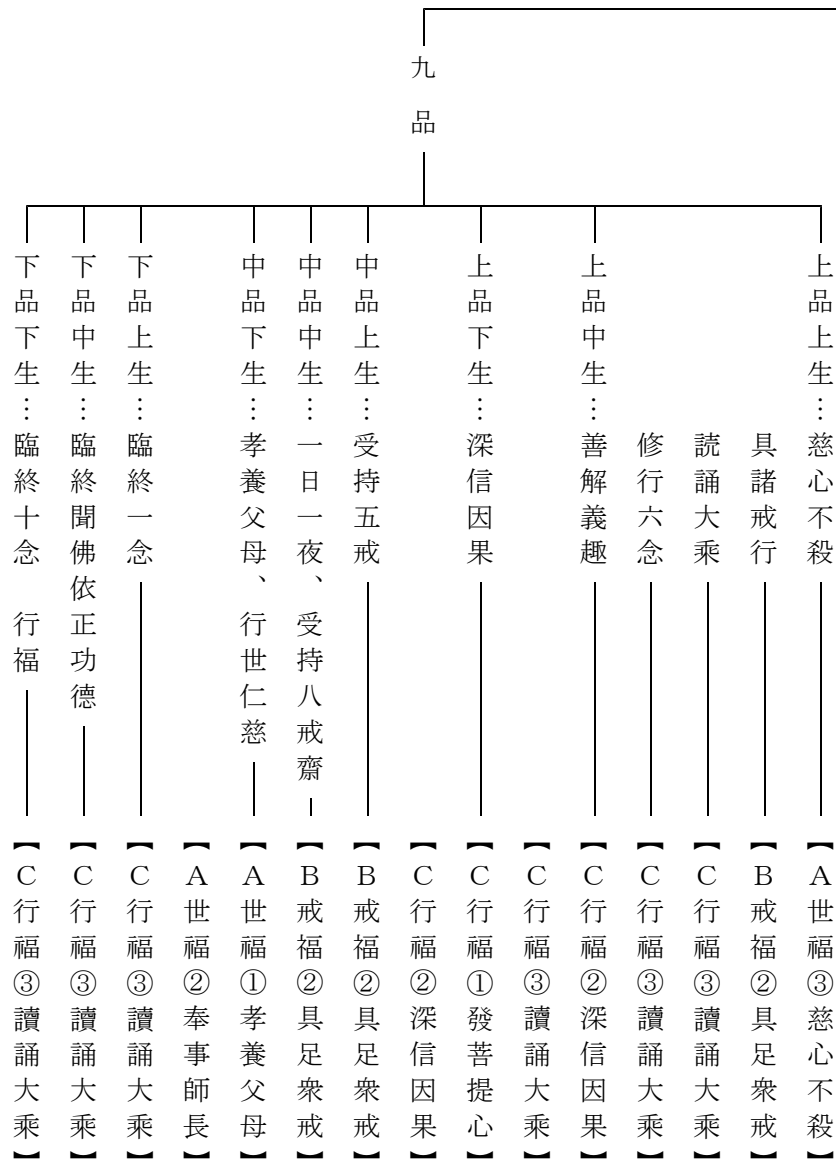 九品
上品上生…慈心不殺
【A世福③慈心不殺】
具諸戒行
【B戒福②具足衆戒】
読誦大乗
【C行福③讀誦大乘】
修行六念
【C行福③讀誦大乘】
上品中生…善解義趣
【C行福②深信因果】
【C行福③讀誦大乘】
上品下生…深信因果
【C行福①發菩提心】
【C行福②深信因果】
中品上生…受持五戒
【B戒福②具足衆戒】
中品中生…一日一夜、受持八戒齋
【B戒福②具足衆戒】
中品下生…孝養父母、行世仁慈
【A世福①孝養父母】
【A世福②奉事師長】
下品上生…臨終一念
【C行福③讀誦大乘】
下品中生…臨終聞佛依正功德
【C行福③讀誦大乘】
下品下生…臨終十念　行福
【C行福③讀誦大乘】